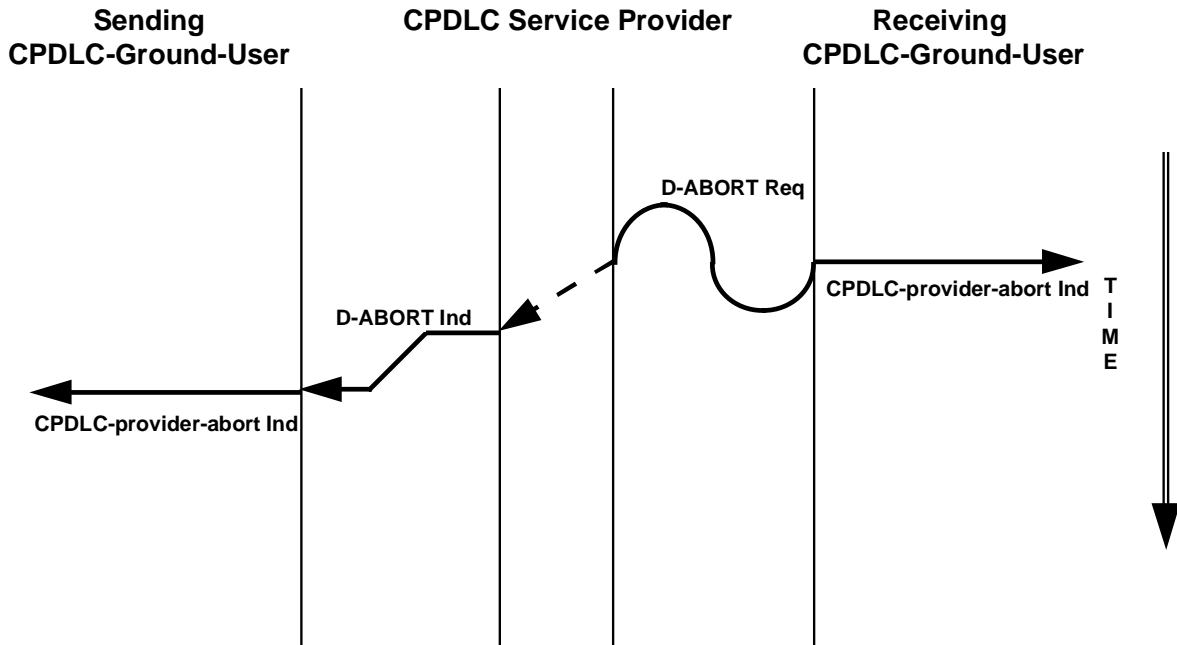 Sending
CPDLC-Ground-User
CPDLC Service Provider
Receiving
CPDLC-Ground-User
D-ABORT Req
CPDLC-provider-abort Ind
T
I
M
E
D-ABORT Ind
CPDLC-provider-abort Ind